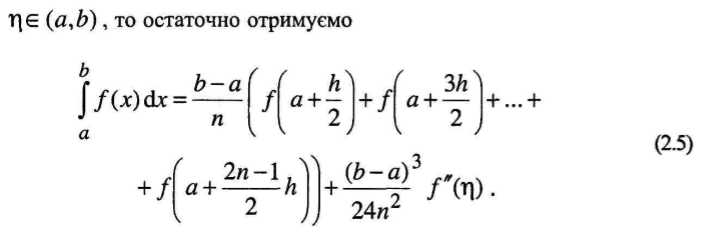 η∈(a,b), то остаточно отримуємо
∫_a^b f(x)dx = (b−a)/n ( f( a + h/2 ) + f( a + 3h/2 ) + ... +
+ f( a + (2n−1)/2 h ) ) + (b−a)^3/(24n^2) f″(η) .
(2.5)